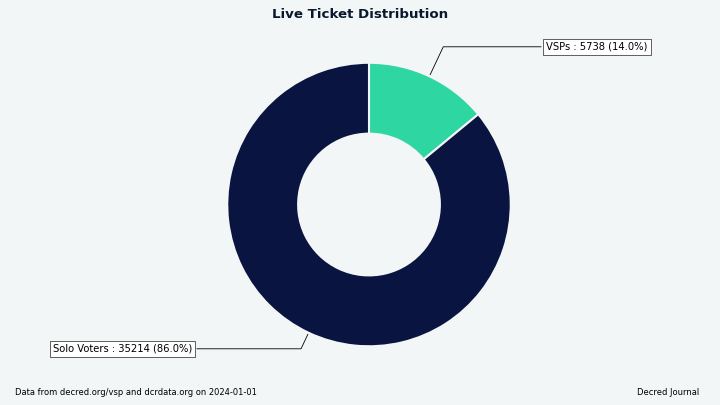 Live Ticket Distribution
VSPs : 5738 (14.0%)
Solo Voters : 35214 (86.0%)
Data from decred.org/vsp and dcrdata.org on 2024-01-01
Decred Journal